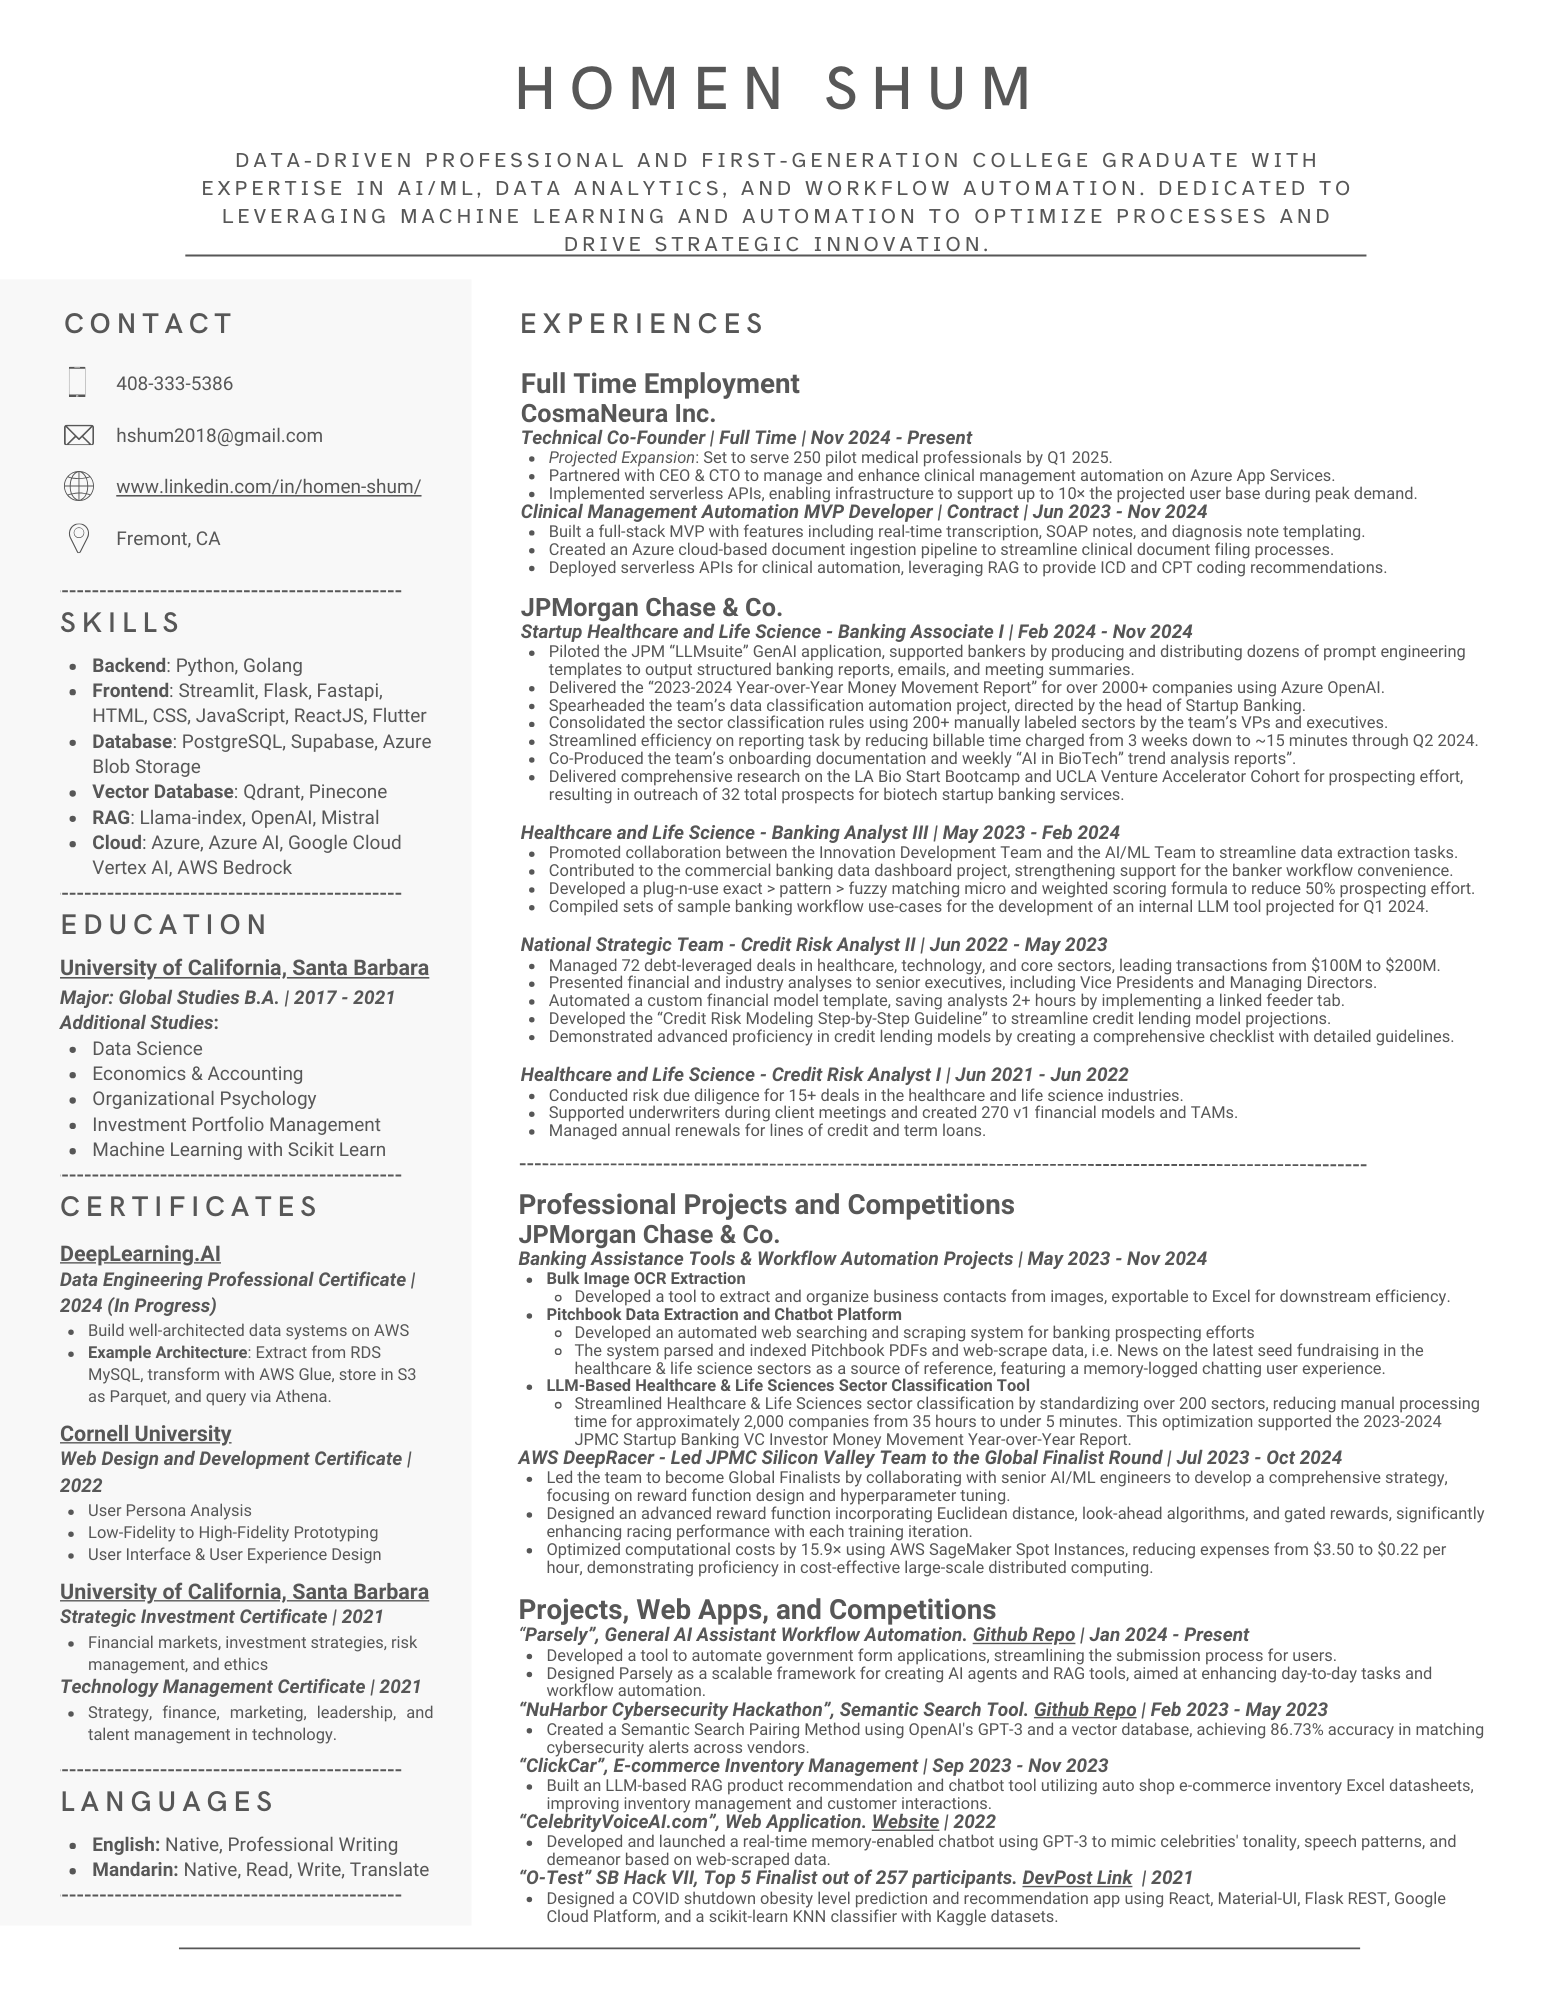 HOMEN SHUM
DATA-DRIVEN PROFESSIONAL AND FIRST-GENERATION COLLEGE GRADUATE WITH
EXPERTISE IN AI/ML, DATA ANALYTICS, AND WORKFLOW AUTOMATION. DEDICATED TO
LEVERAGING MACHINE LEARNING AND AUTOMATION TO OPTIMIZE PROCESSES AND
DRIVE STRATEGIC INNOVATION.
CONTACT
408-333-5386
hshum2018@gmail.com
www.linkedin.com/in/homen-shum/
Fremont, CA
SKILLS
• Backend: Python, Golang
• Frontend: Streamlit, Flask, Fastapi,
HTML, CSS, JavaScript, ReactJS, Flutter
• Database: PostgreSQL, Supabase, Azure
Blob Storage
• Vector Database: Qdrant, Pinecone
• RAG: Llama-index, OpenAI, Mistral
• Cloud: Azure, Azure AI, Google Cloud
Vertex AI, AWS Bedrock
EDUCATION
University of California, Santa Barbara
Major: Global Studies B.A. | 2017 - 2021
Additional Studies:
• Data Science
• Economics & Accounting
• Organizational Psychology
• Investment Portfolio Management
• Machine Learning with Scikit Learn
CERTIFICATES
DeepLearning.AI
Data Engineering Professional Certificate |
2024 (In Progress)
• Build well-architected data systems on AWS
• Example Architecture: Extract from RDS
MySQL, transform with AWS Glue, store in S3
as Parquet, and query via Athena.
Cornell University
Web Design and Development Certificate |
2022
• User Persona Analysis
• Low-Fidelity to High-Fidelity Prototyping
• User Interface & User Experience Design
University of California, Santa Barbara
Strategic Investment Certificate | 2021
• Financial markets, investment strategies, risk
management, and ethics
Technology Management Certificate | 2021
• Strategy, finance, marketing, leadership, and
talent management in technology.
LANGUAGES
• English: Native, Professional Writing
• Mandarin: Native, Read, Write, Translate
EXPERIENCES
Full Time Employment
CosmaNeura Inc.
Technical Co-Founder | Full Time | Nov 2024 - Present
• Projected Expansion: Set to serve 250 pilot medical professionals by Q1 2025.
• Partnered with CEO & CTO to manage and enhance clinical management automation on Azure App Services.
• Implemented serverless APIs, enabling infrastructure to support up to 10× the projected user base during peak demand.
Clinical Management Automation MVP Developer | Contract | Jun 2023 - Nov 2024
• Built a full-stack MVP with features including real-time transcription, SOAP notes, and diagnosis note templating.
• Created an Azure cloud-based document ingestion pipeline to streamline clinical document filing processes.
• Deployed serverless APIs for clinical automation, leveraging RAG to provide ICD and CPT coding recommendations.
JPMorgan Chase & Co.
Startup Healthcare and Life Science - Banking Associate I | Feb 2024 - Nov 2024
• Piloted the JPM “LLMsuite” GenAI application, supported bankers by producing and distributing dozens of prompt engineering
templates to output structured banking reports, emails, and meeting summaries.
• Delivered the “2023-2024 Year-over-Year Money Movement Report” for over 2000+ companies using Azure OpenAI.
• Spearheaded the team’s data classification automation project, directed by the head of Startup Banking.
• Consolidated the sector classification rules using 200+ manually labeled sectors by the team’s VPs and executives.
• Streamlined efficiency on reporting task by reducing billable time charged from 3 weeks down to ~15 minutes through Q2 2024.
• Co-Produced the team’s onboarding documentation and weekly “AI in BioTech” trend analysis reports”.
• Delivered comprehensive research on the LA Bio Start Bootcamp and UCLA Venture Accelerator Cohort for prospecting effort,
resulting in outreach of 32 total prospects for biotech startup banking services.
Healthcare and Life Science - Banking Analyst III | May 2023 - Feb 2024
• Promoted collaboration between the Innovation Development Team and the AI/ML Team to streamline data extraction tasks.
• Contributed to the commercial banking data dashboard project, strengthening support for the banker workflow convenience.
• Developed a plug-n-use exact > pattern > fuzzy matching micro and weighted scoring formula to reduce 50% prospecting effort.
• Compiled sets of sample banking workflow use-cases for the development of an internal LLM tool projected for Q1 2024.
National Strategic Team - Credit Risk Analyst II | Jun 2022 - May 2023
• Managed 72 debt-leveraged deals in healthcare, technology, and core sectors, leading transactions from $100M to $200M.
• Presented financial and industry analyses to senior executives, including Vice Presidents and Managing Directors.
• Automated a custom financial model template, saving analysts 2+ hours by implementing a linked feeder tab.
• Developed the “Credit Risk Modeling Step-by-Step Guideline” to streamline credit lending model projections.
• Demonstrated advanced proficiency in credit lending models by creating a comprehensive checklist with detailed guidelines.
Healthcare and Life Science - Credit Risk Analyst I | Jun 2021 - Jun 2022
• Conducted risk due diligence for 15+ deals in the healthcare and life science industries.
• Supported underwriters during client meetings and created 270 v1 financial models and TAMs.
• Managed annual renewals for lines of credit and term loans.
Professional Projects and Competitions
JPMorgan Chase & Co.
Banking Assistance Tools & Workflow Automation Projects | May 2023 - Nov 2024
• Bulk Image OCR Extraction
◦ Developed a tool to extract and organize business contacts from images, exportable to Excel for downstream efficiency.
• Pitchbook Data Extraction and Chatbot Platform
◦ Developed an automated web searching and scraping system for banking prospecting efforts
◦ The system parsed and indexed Pitchbook PDFs and web-scrape data, i.e. News on the latest seed fundraising in the
healthcare & life science sectors as a source of reference, featuring a memory-logged chatting user experience.
• LLM-Based Healthcare & Life Sciences Sector Classification Tool
◦ Streamlined Healthcare & Life Sciences sector classification by standardizing over 200 sectors, reducing manual processing
time for approximately 2,000 companies from 35 hours to under 5 minutes. This optimization supported the 2023-2024
JPMC Startup Banking VC Investor Money Movement Year-over-Year Report.
AWS DeepRacer - Led JPMC Silicon Valley Team to the Global Finalist Round | Jul 2023 - Oct 2024
• Led the team to become Global Finalists by collaborating with senior AI/ML engineers to develop a comprehensive strategy,
focusing on reward function design and hyperparameter tuning.
• Designed an advanced reward function incorporating Euclidean distance, look-ahead algorithms, and gated rewards, significantly
enhancing racing performance with each training iteration.
• Optimized computational costs by 15.9× using AWS SageMaker Spot Instances, reducing expenses from $3.50 to $0.22 per
hour, demonstrating proficiency in cost-effective large-scale distributed computing.
Projects, Web Apps, and Competitions
“Parsely”, General AI Assistant Workflow Automation. Github Repo | Jan 2024 - Present
• Developed a tool to automate government form applications, streamlining the submission process for users.
• Designed Parsely as a scalable framework for creating AI agents and RAG tools, aimed at enhancing day-to-day tasks and
workflow automation.
“NuHarbor Cybersecurity Hackathon”, Semantic Search Tool. Github Repo | Feb 2023 - May 2023
• Created a Semantic Search Pairing Method using OpenAI's GPT-3 and a vector database, achieving 86.73% accuracy in matching
cybersecurity alerts across vendors.
“ClickCar”, E-commerce Inventory Management | Sep 2023 - Nov 2023
• Built an LLM-based RAG product recommendation and chatbot tool utilizing auto shop e-commerce inventory Excel datasheets,
improving inventory management and customer interactions.
“CelebrityVoiceAI.com”, Web Application. Website | 2022
• Developed and launched a real-time memory-enabled chatbot using GPT-3 to mimic celebrities' tonality, speech patterns, and
demeanor based on web-scraped data.
“O-Test” SB Hack VII, Top 5 Finalist out of 257 participants. DevPost Link | 2021
• Designed a COVID shutdown obesity level prediction and recommendation app using React, Material-UI, Flask REST, Google
Cloud Platform, and a scikit-learn KNN classifier with Kaggle datasets.